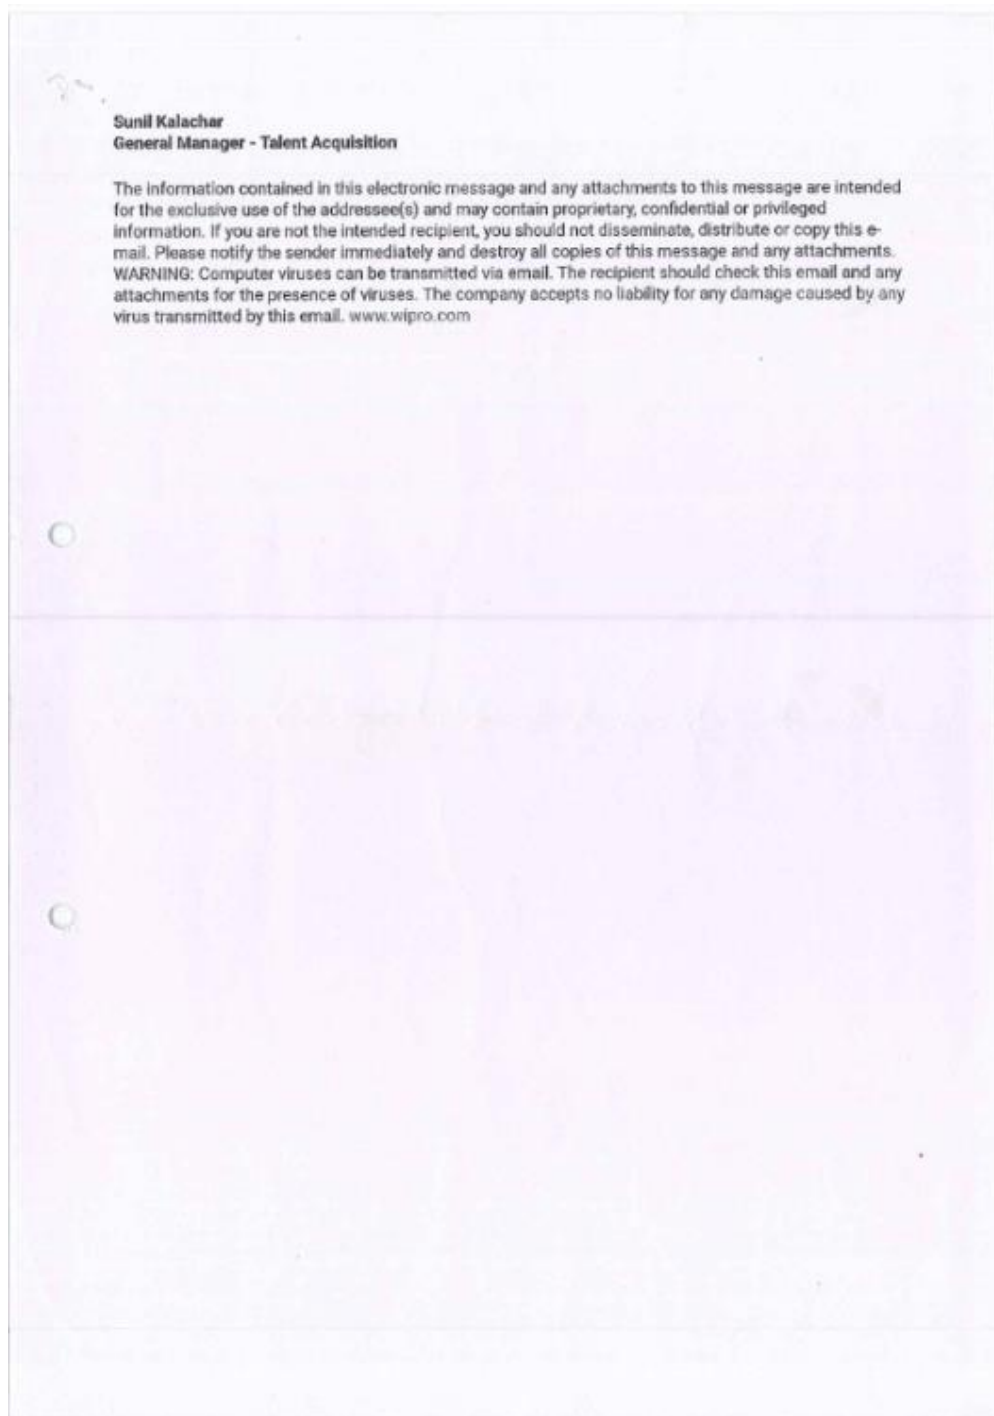 Sunil Kalachar
General Manager - Talent Acquisition
The information contained in this electronic message and any attachments to this message are intended
for the exclusive use of the addressee(s) and may contain proprietary, confidential or privileged
information. If you are not the intended recipient, you should not disseminate, distribute or copy this e-
mail. Please notify the sender immediately and destroy all copies of this message and any attachments.
WARNING: Computer viruses can be transmitted via email. The recipient should check this email and any
attachments for the presence of viruses. The company accepts no liability for any damage caused by any
virus transmitted by this email. www.wipro.com